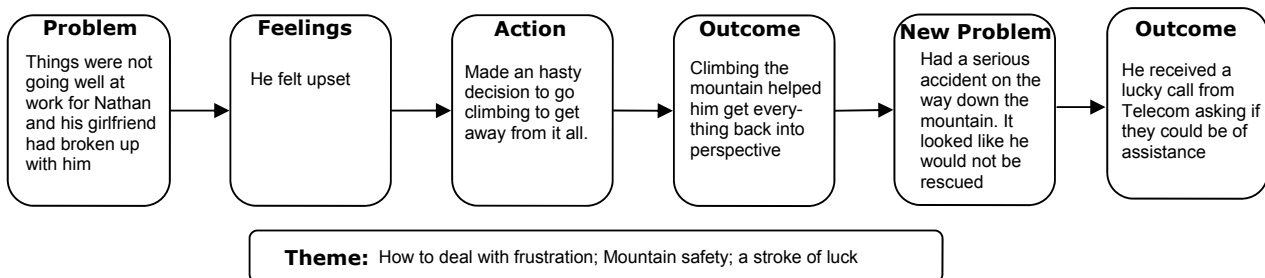 Problem
Things were not
going well at
work for Nathan
and his girlfriend
had broken up
with him
Feelings
He felt upset
Action
Made an hasty
decision to go
climbing to get
away from it all.
Outcome
Climbing the
mountain helped
him get every-
thing back into
perspective
New Problem
Had a serious
accident on the
way down the
mountain. It
looked like he
would not be
rescued
Outcome
He received a
lucky call from
Telecom asking if
they could be of
assistance
Theme: How to deal with frustration; Mountain safety; a stroke of luck